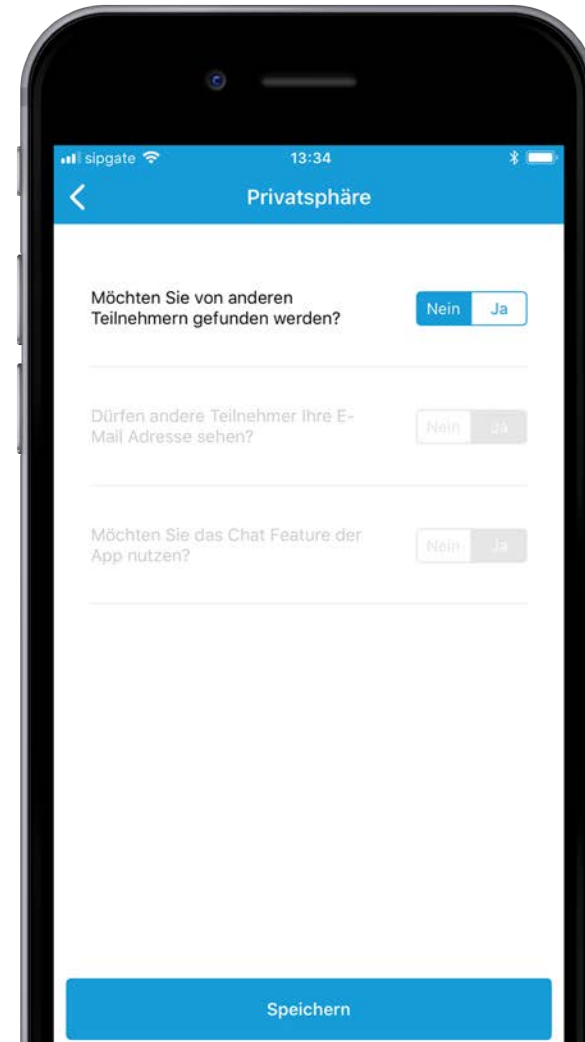 sipgate 13:34
Privatsphäre
Möchten Sie von anderen
Teilnehmern gefunden werden?
Nein Ja
Dürfen andere Teilnehmer Ihre E-
Mail Adresse sehen?
Nein Ja
Möchten Sie das Chat Feature der
App nutzen?
Nein Ja
Speichern